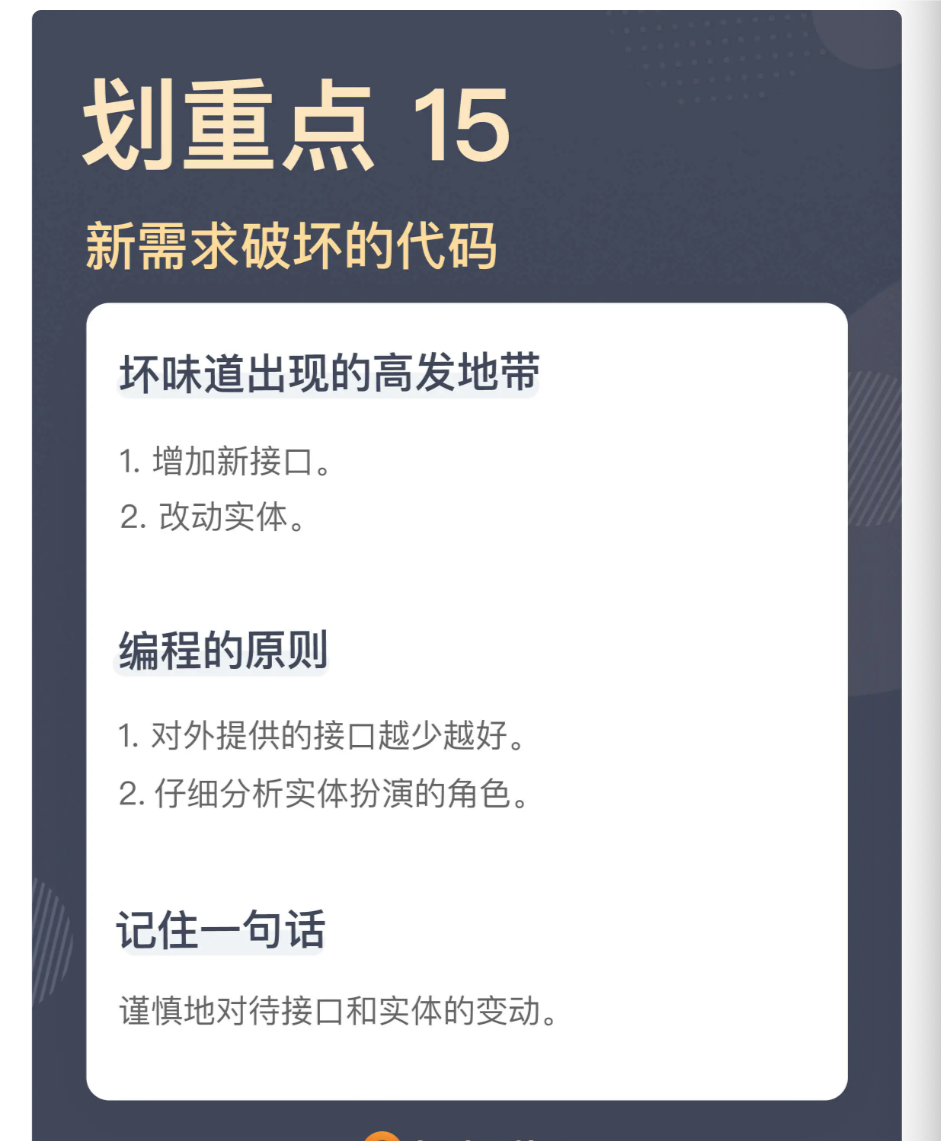 划重点 15
新需求破坏的代码
坏味道出现的高发地带
1. 增加新接口。
2. 改动实体。
编程的原则
1. 对外提供的接口越少越好。
2. 仔细分析实体扮演的角色。
记住一句话
谨慎地对待接口和实体的变动。